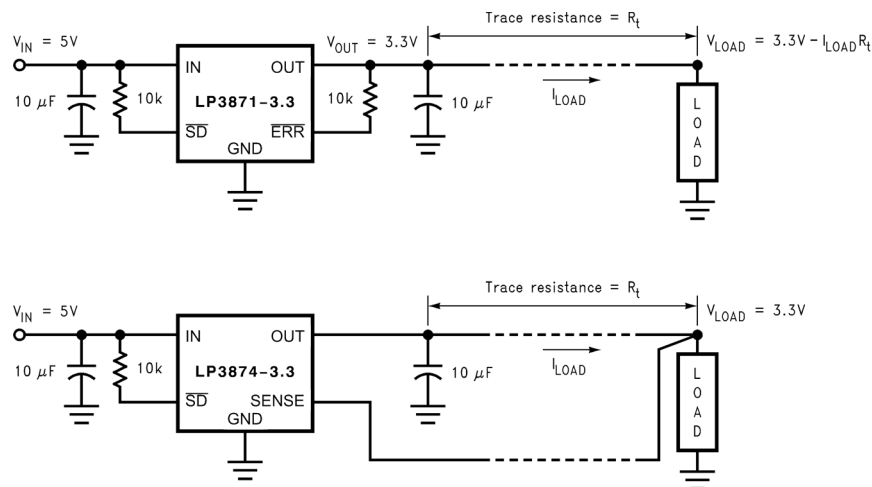 Trace resistance = Rt
VIN = 5V
VOUT = 3.3V
VLOAD = 3.3V - ILOADRt
IN
OUT
10 μF
10k
LP3871-3.3
10k
10 μF
ILOAD
SD
ERR
GND
L
O
A
D
Trace resistance = Rt
VIN = 5V
VLOAD = 3.3V
IN
OUT
10 μF
10k
LP3874-3.3
10 μF
ILOAD
SD
SENSE
GND
L
O
A
D